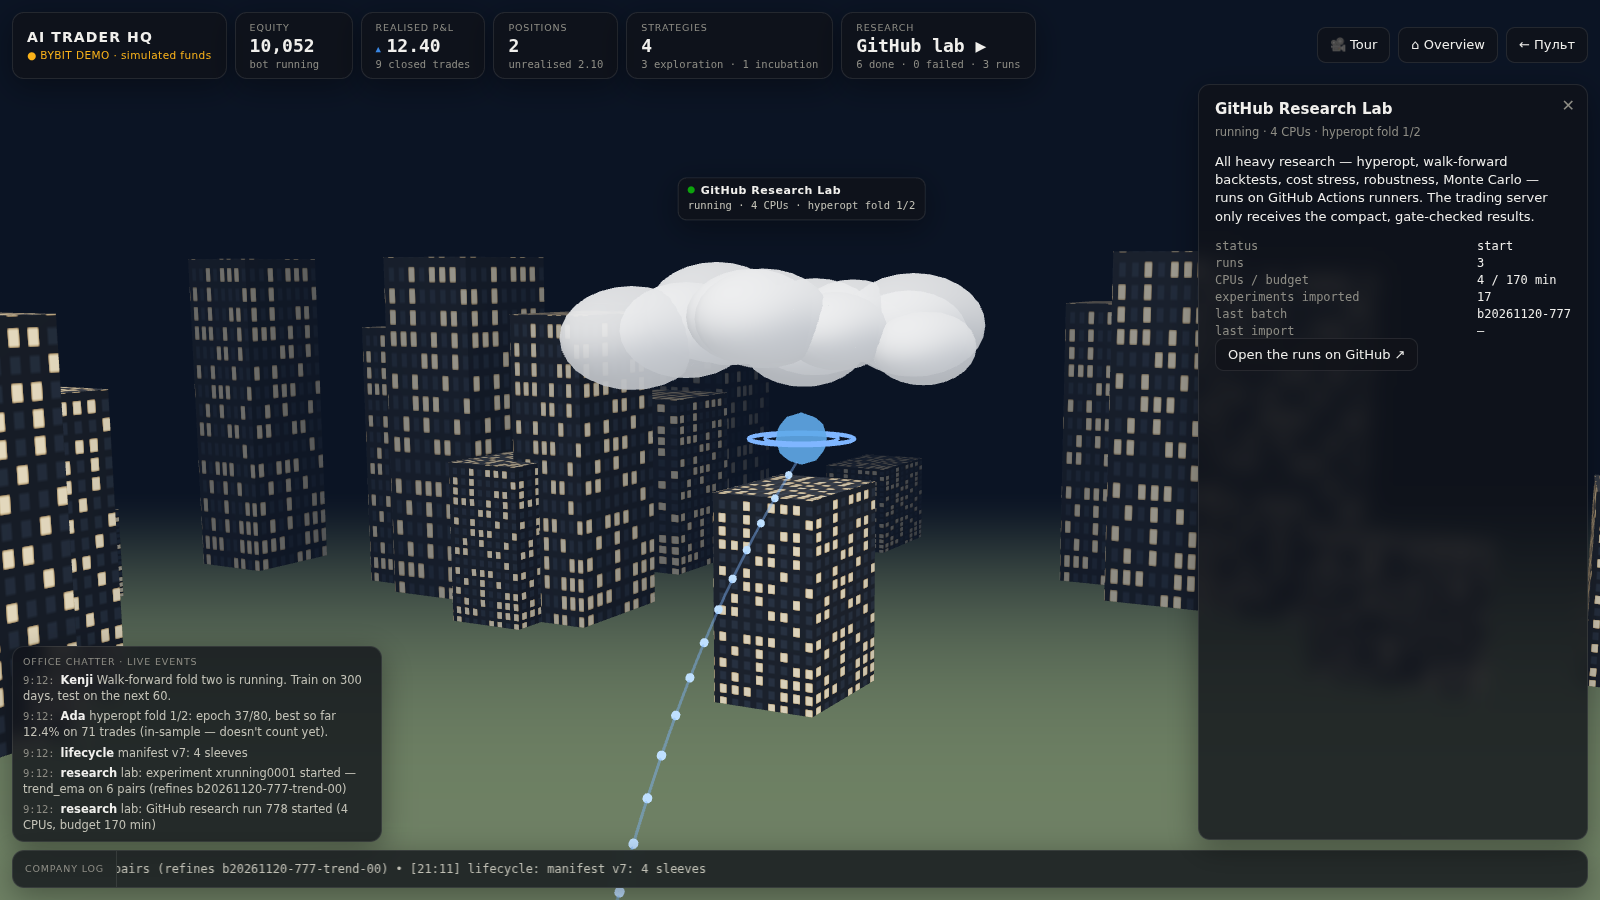 AI TRADER HQ
● BYBIT DEMO · simulated funds
EQUITY
10,052
bot running
REALISED P&L
▲ 12.40
9 closed trades
POSITIONS
2
unrealised 2.10
STRATEGIES
4
3 exploration · 1 incubation
RESEARCH
GitHub lab ▶
6 done · 0 failed · 3 runs
🎥 Tour
⌂ Overview
← Пульт
GitHub Research Lab
running · 4 CPUs · hyperopt fold 1/2
GitHub Research Lab
×
running · 4 CPUs · hyperopt fold 1/2
All heavy research — hyperopt, walk-forward
backtests, cost stress, robustness, Monte Carlo —
runs on GitHub Actions runners. The trading server
only receives the compact, gate-checked results.
status start
runs 3
CPUs / budget 4 / 170 min
experiments imported 17
last batch b20261120-777
last import —
Open the runs on GitHub ↗
OFFICE CHATTER · LIVE EVENTS
9:12: Kenji Walk-forward fold two is running. Train on 300
days, test on the next 60.
9:12: Ada hyperopt fold 1/2: epoch 37/80, best so far
12.4% on 71 trades (in-sample — doesn't count yet).
9:12: lifecycle manifest v7: 4 sleeves
9:12: research lab: experiment xrunning0001 started —
trend_ema on 6 pairs (refines b20261120-777-trend-00)
9:12: research lab: GitHub research run 778 started (4
CPUs, budget 170 min)
COMPANY LOG
pairs (refines b20261120-777-trend-00) • [21:11] lifecycle: manifest v7: 4 sleeves